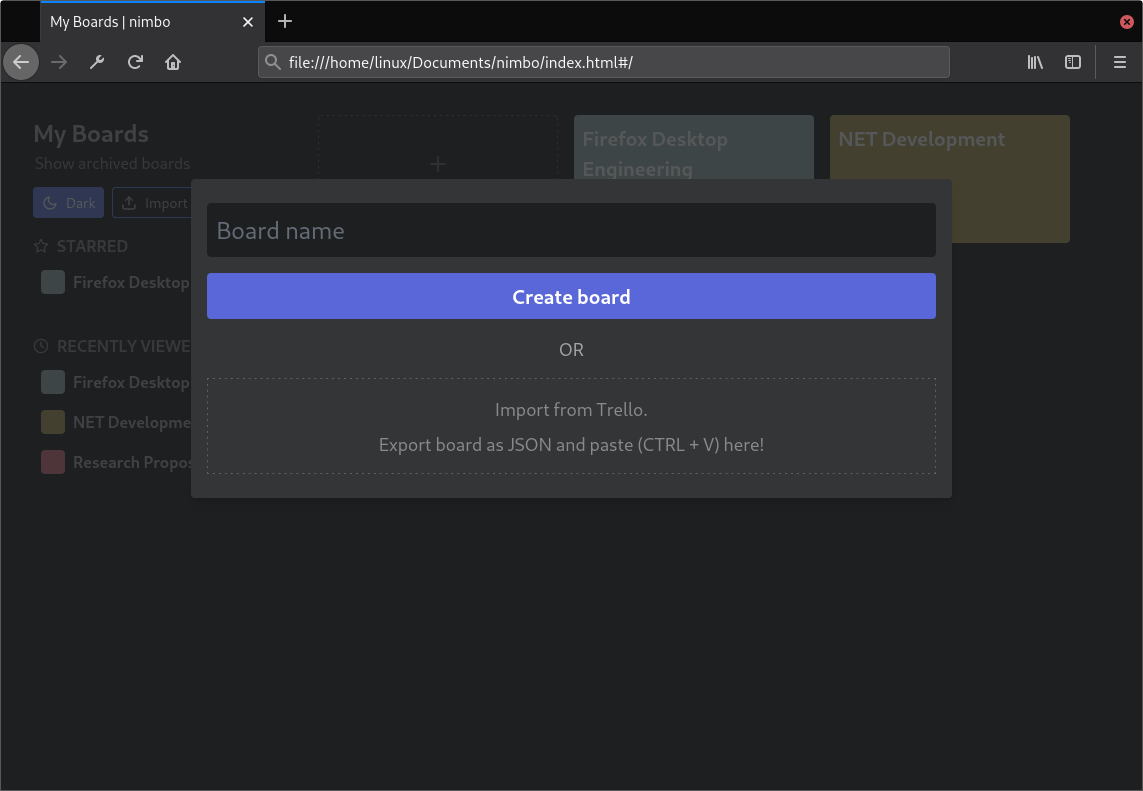 My Boards | nimbo
file:///home/linux/Documents/nimbo/index.html#/
My Boards
Show archived boards
Dark
Import
STARRED
Firefox Desktop
RECENTLY VIEWE
Firefox Desktop
NET Developme
Research Propos
Firefox Desktop
Engineering
NET Development
Board name
Create board
OR
Import from Trello.
Export board as JSON and paste (CTRL + V) here!